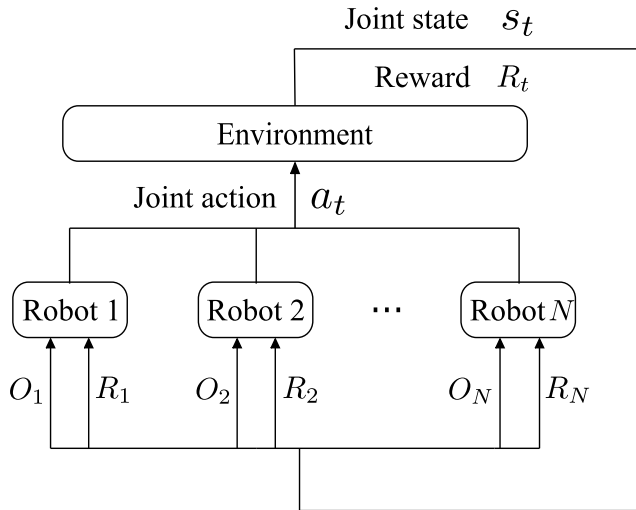 Joint state s_t
Reward R_t
Environment
Joint action a_t
Robot 1 Robot 2 ... Robot N
O_1 R_1 O_2 R_2 O_N R_N